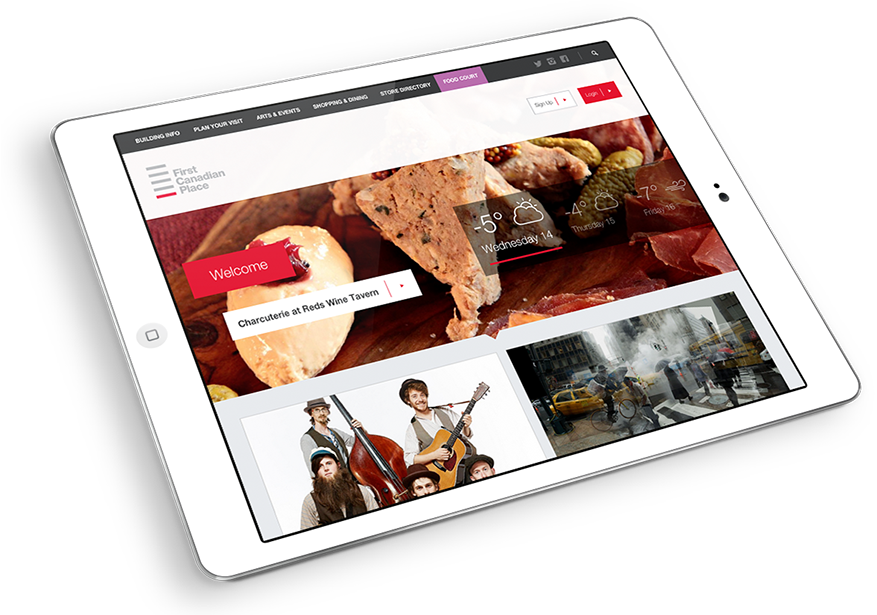 BUILDING INFO PLAN YOUR VISIT ARTS & EVENTS SHOPPING & DINING STORE DIRECTORY FOOD COURT
Sign Up Login
First
Canadian
Place
-5° -4° -7°
Wednesday 14 Thursday 15 Friday 16
Welcome
Charcuterie at Reds Wine Tavern